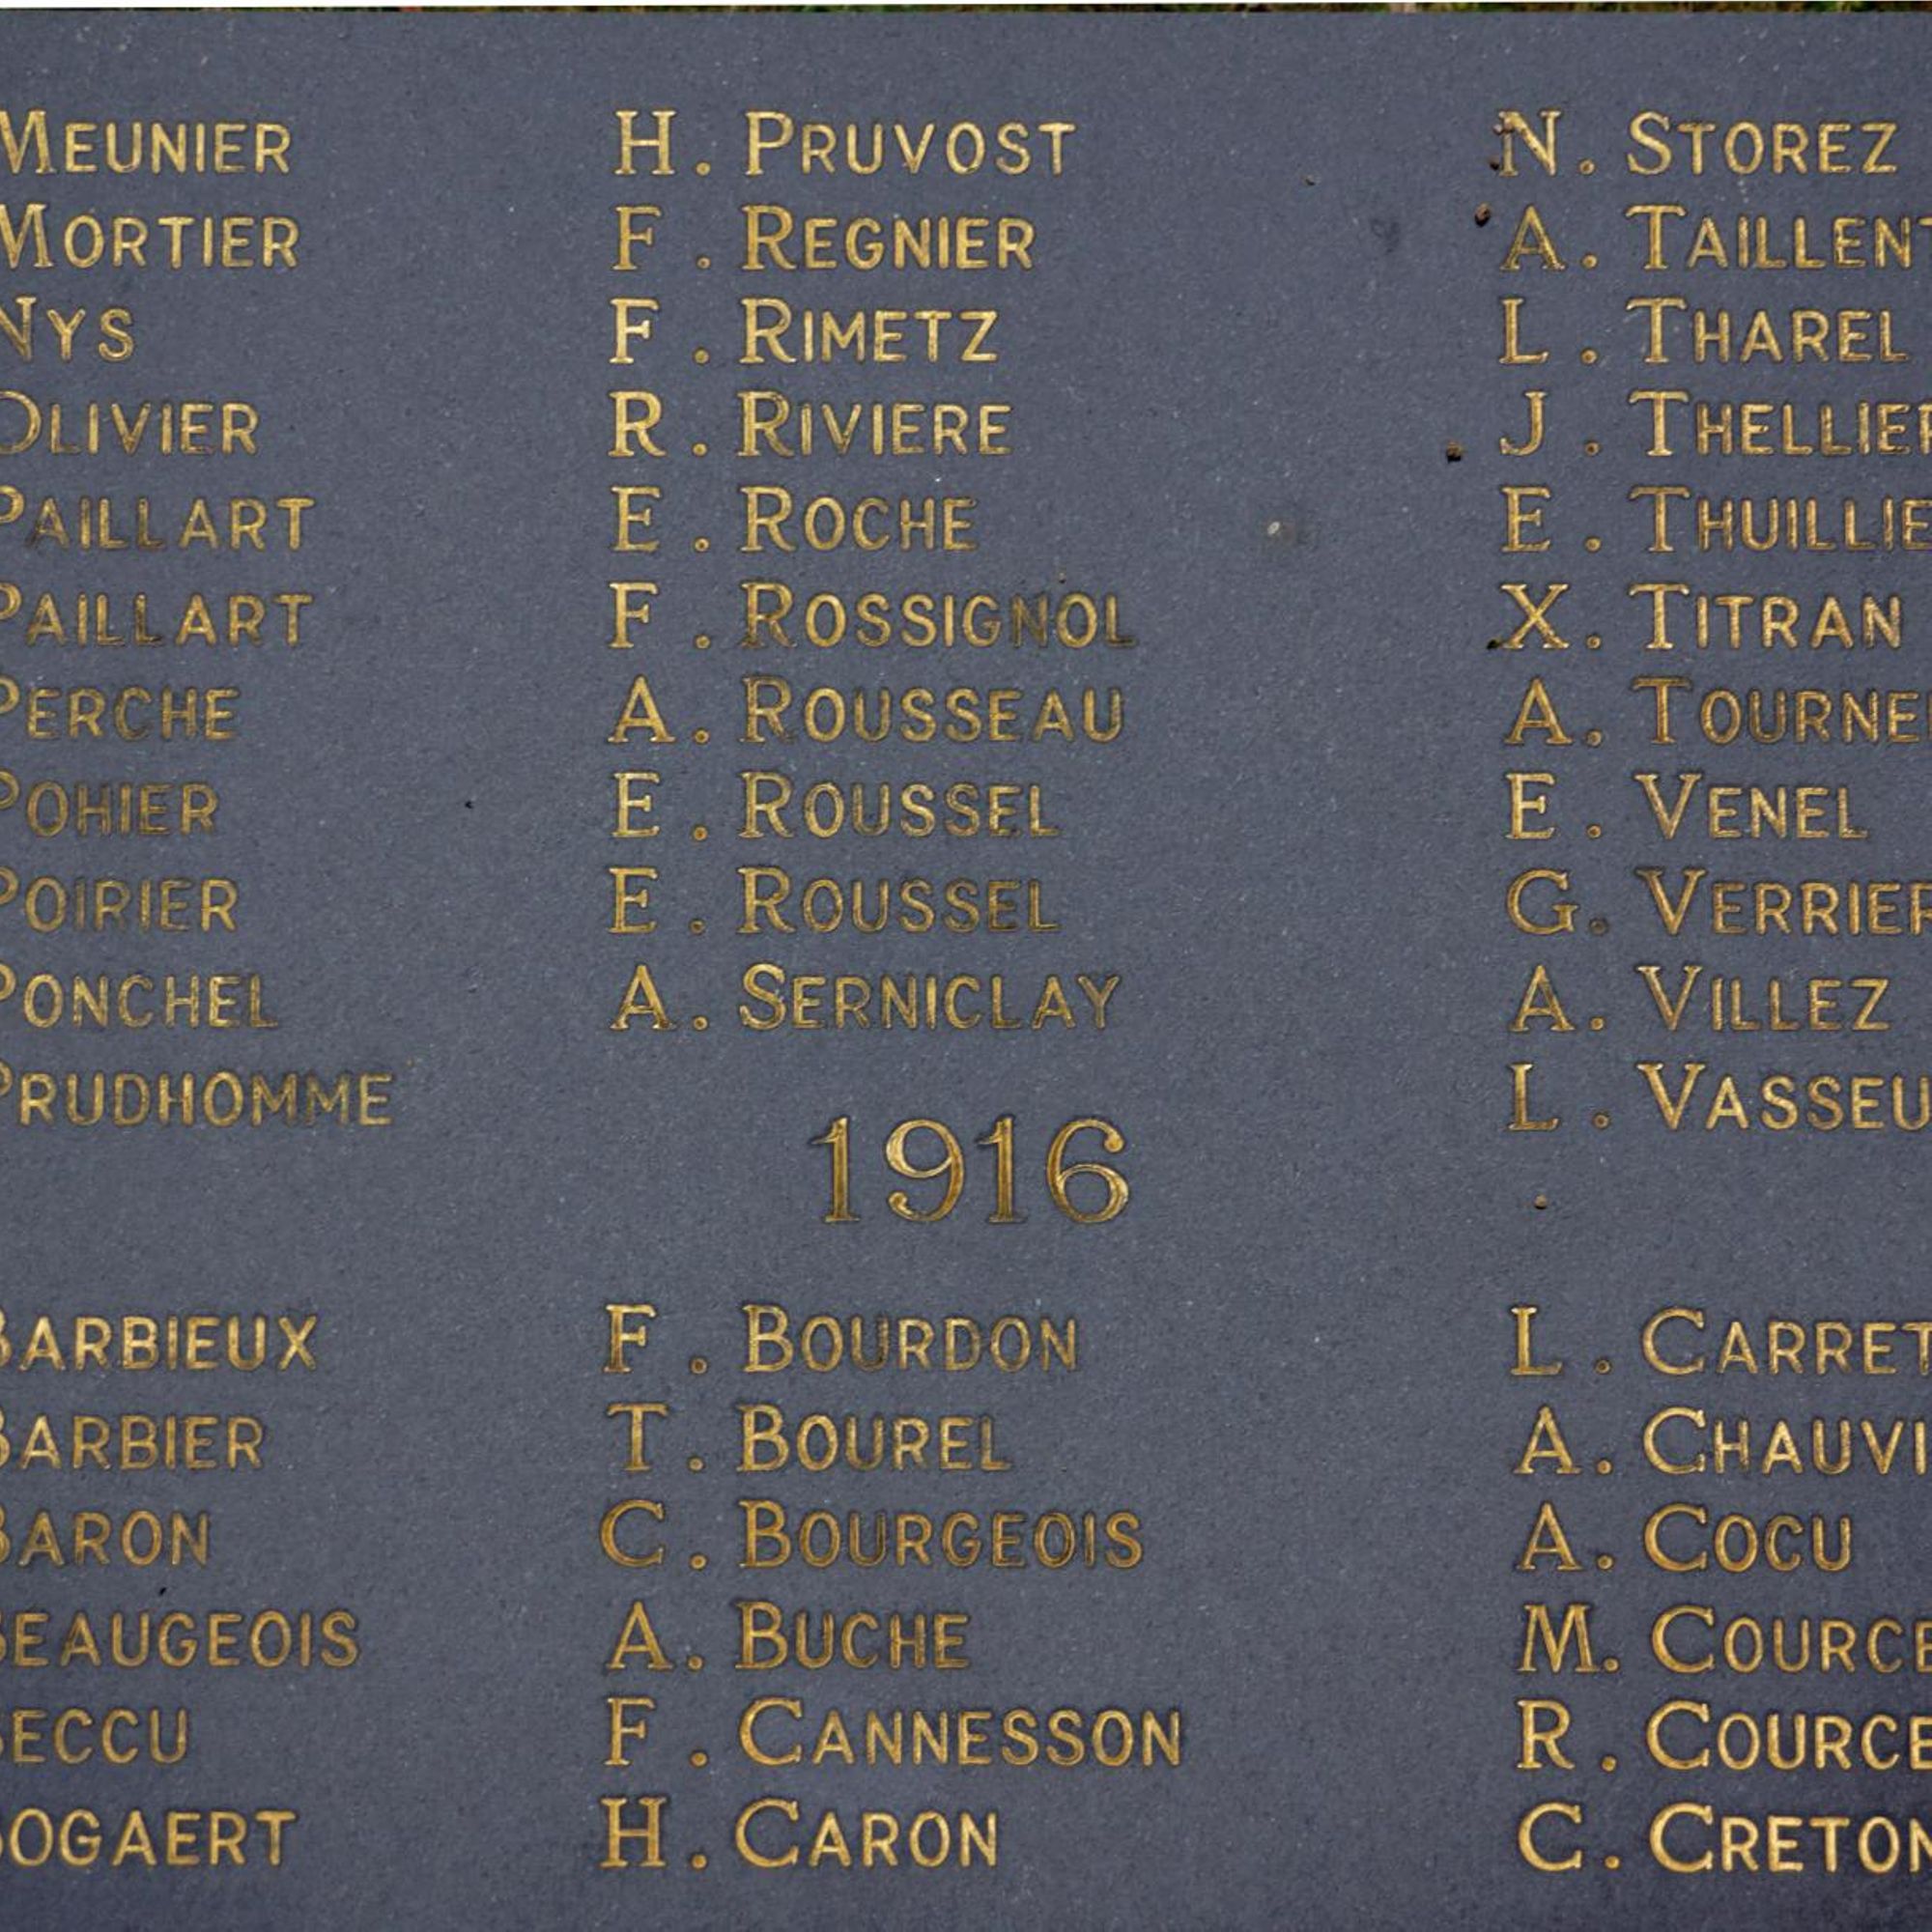 MEUNIER H. PRUVOST N. STOREZ
MORTIER F. REGNIER A. TAILLENT
NYS F. RIMETZ L. THAREL
OLIVIER R. RIVIERE J. THELLIER
PAILLART E. ROCHE E. THUILLIE
PAILLART F. ROSSIGNOL X. TITRAN
PERCHE A. ROUSSEAU A. TOURNE
POHIER E. ROUSSEL E. VENEL
POIRIER E. ROUSSEL G. VERRIER
PONCHEL A. SERNICLAY A. VILLEZ
PRUDHOMME L. VASSEU
1916
BARBIEUX F. BOURDON L. CARRET
BARBIER T. BOUREL A. CHAUVI
BARON C. BOURGEOIS A. COCU
BEAUGEOIS A. BUCHE M. COURCE
BECCU F. CANNESSON R. COURCE
BOGAERT H. CARON C. CRETON